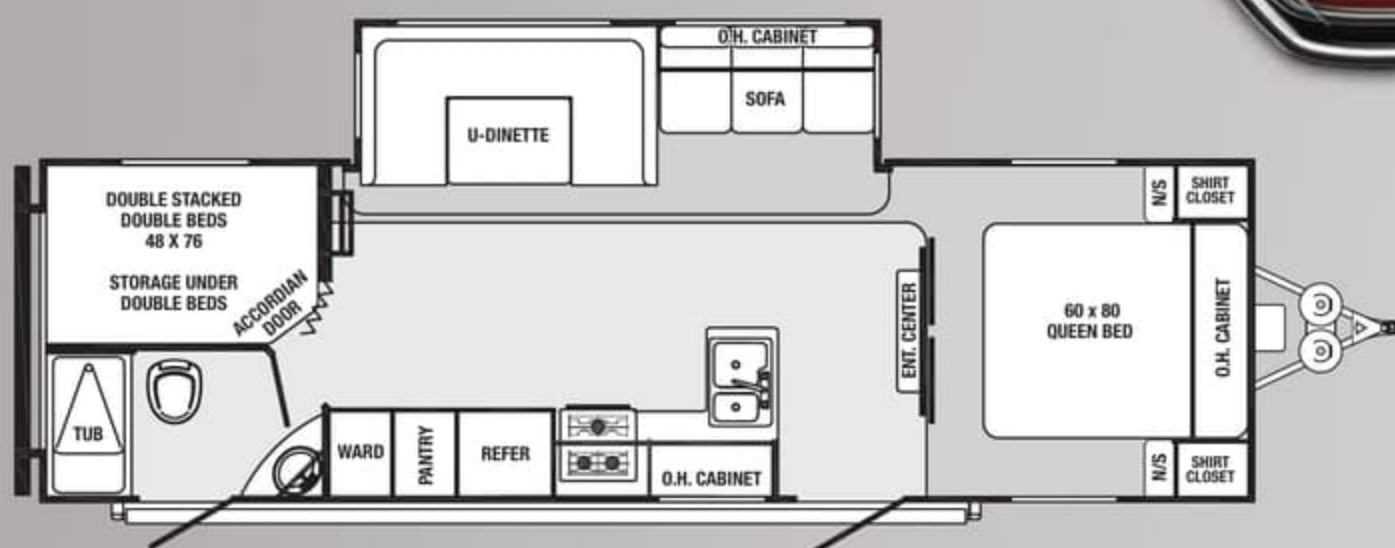 O.H. CABINET
SOFA
U-DINETTE
DOUBLE STACKED
DOUBLE BEDS
48 X 76
STORAGE UNDER
DOUBLE BEDS
ACCORDIAN
DOOR
N/S
SHIRT
CLOSET
ENT. CENTER
60 x 80
QUEEN BED
O.H. CABINET
TUB
WARD
PANTRY
REFER
O.H. CABINET
N/S
SHIRT
CLOSET